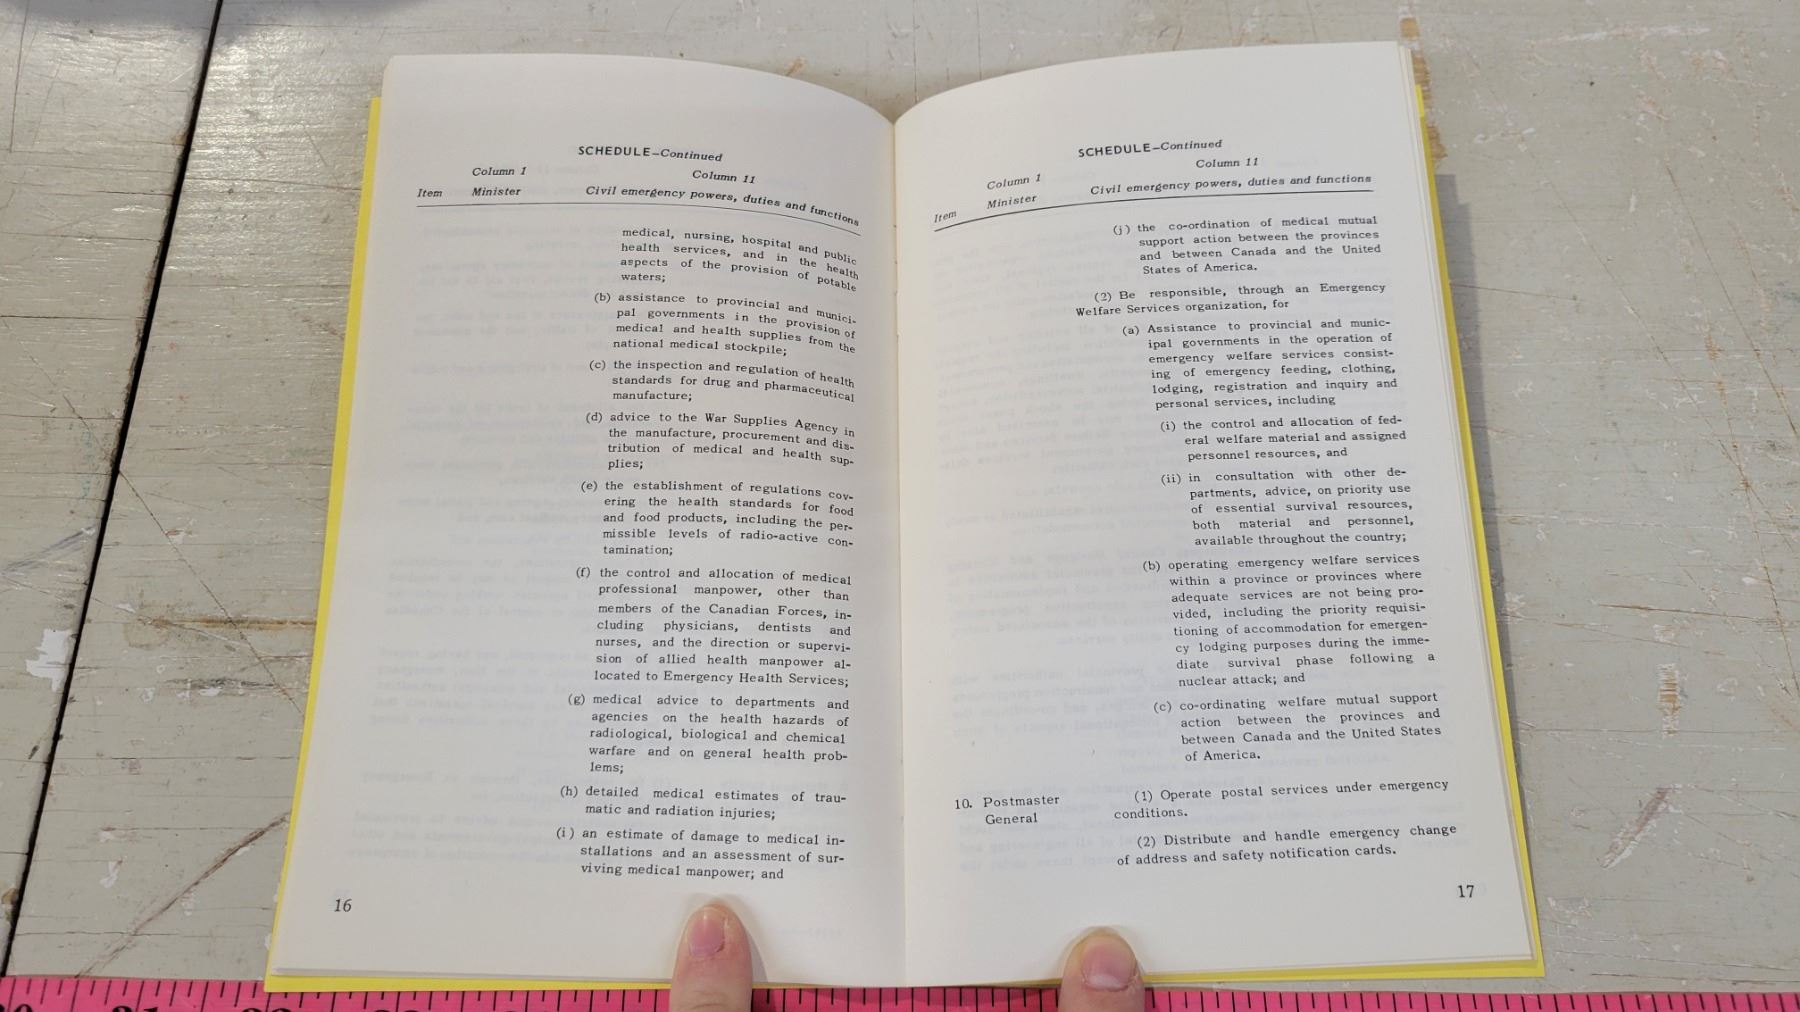 SCHEDULE—Continued
Column 1
Column 11
Item
Minister
Civil emergency powers, duties and functions
medical, nursing, hospital and public
health services, and in the health
aspects of the provision of potable
waters;
(b) assistance to provincial and munici-
pal governments in the provision of
medical and health supplies from the
national medical stockpile;
(c) the inspection and regulation of health
standards for drug and pharmaceutical
manufacture;
(d) advice to the War Supplies Agency in
the manufacture, procurement and dis-
tribution of medical and health sup-
plies;
(e) the establishment of regulations cov-
ering the health standards for food
and food products, including the per-
missible levels of radio-active con-
tamination;
(f) the control and allocation of medical
professional manpower, other than
members of the Canadian Forces, in-
cluding physicians, dentists and
nurses, and the direction or supervi-
sion of allied health manpower al-
located to Emergency Health Services;
(g) medical advice to departments and
agencies on the health hazards of
radiological, biological and chemical
warfare and on general health prob-
lems;
(h) detailed medical estimates of trau-
matic and radiation injuries;
(i) an estimate of damage to medical in-
stallations and an assessment of sur-
viving medical manpower; and
16
SCHEDULE—Continued
Column 1
Column 11
Item
Minister
Civil emergency powers, duties and functions
(j) the co-ordination of medical mutual
support action between the provinces
and between Canada and the United
States of America.
(2) Be responsible, through an Emergency
Welfare Services organization, for
(a) Assistance to provincial and munic-
ipal governments in the operation of
emergency welfare services consist-
ing of emergency feeding, clothing,
lodging, registration and inquiry and
personal services, including
(i) the control and allocation of fed-
eral welfare material and assigned
personnel resources, and
(ii) in consultation with other de-
partments, advice, on priority use
of essential survival resources,
both material and personnel,
available throughout the country;
(b) operating emergency welfare services
within a province or provinces where
adequate services are not being pro-
vided, including the priority requisi-
tioning of accommodation for emergen-
cy lodging purposes during the imme-
diate survival phase following a
nuclear attack; and
(c) co-ordinating welfare mutual support
action between the provinces and
between Canada and the United States
of America.
10. Postmaster
General
(1) Operate postal services under emergency
conditions.
(2) Distribute and handle emergency change
of address and safety notification cards.
17